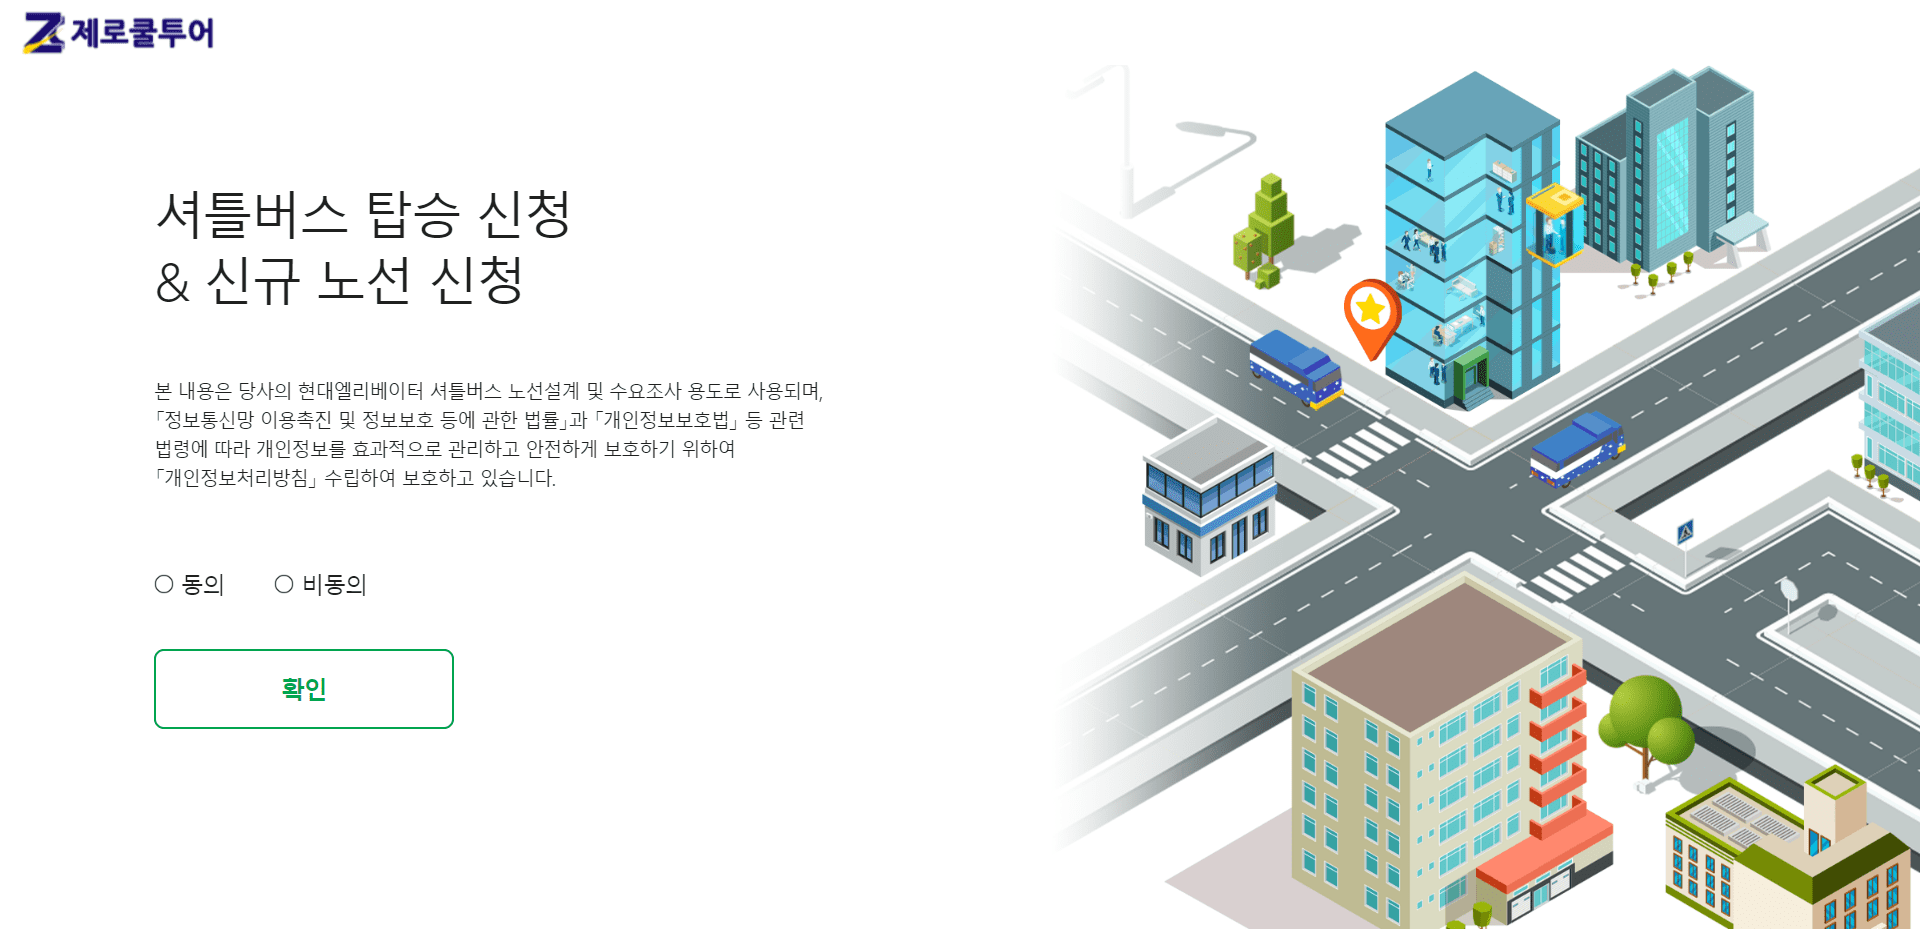 제로쿨투어
셔틀버스 탑승 신청
& 신규 노선 신청
본 내용은 당사의 현대엘리베이터 셔틀버스 노선설계 및 수요조사 용도로 사용되며,
「정보통신망 이용촉진 및 정보보호 등에 관한 법률」과 「개인정보보호법」 등 관련
법령에 따라 개인정보를 효과적으로 관리하고 안전하게 보호하기 위하여
「개인정보처리방침」 수립하여 보호하고 있습니다.
동의 비동의
확인